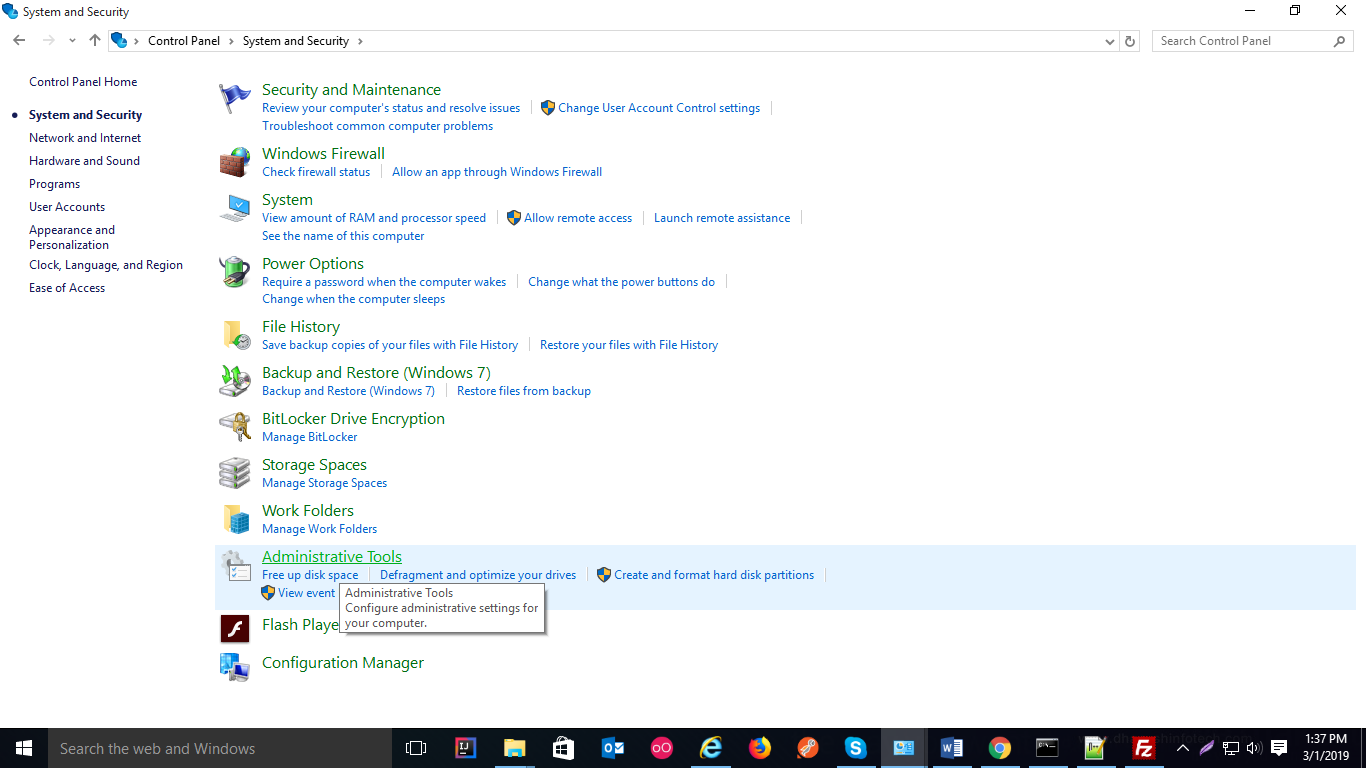 System and Security
Control Panel System and Security
Search Control Panel
Control Panel Home
System and Security
Network and Internet
Hardware and Sound
Programs
User Accounts
Appearance and
Personalization
Clock, Language, and Region
Ease of Access
Security and Maintenance
Review your computer's status and resolve issues Change User Account Control settings
Troubleshoot common computer problems
Windows Firewall
Check firewall status Allow an app through Windows Firewall
System
View amount of RAM and processor speed Allow remote access Launch remote assistance
See the name of this computer
Power Options
Require a password when the computer wakes Change what the power buttons do
Change when the computer sleeps
File History
Save backup copies of your files with File History Restore your files with File History
Backup and Restore (Windows 7)
Backup and Restore (Windows 7) Restore files from backup
BitLocker Drive Encryption
Manage BitLocker
Storage Spaces
Manage Storage Spaces
Work Folders
Manage Work Folders
Administrative Tools
Free up disk space Defragment and optimize your drives Create and format hard disk partitions
View event
Administrative Tools
Configure administrative settings for
your computer.
Flash Playe
Configuration Manager
Search the web and Windows
1:37 PM
3/1/2019